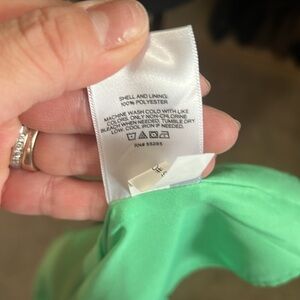 SHELL AND LINING:
100% POLYESTER
MACHINE WASH COLD WITH LIKE
COLORS. ONLY NON-CHLORINE
BLEACH WHEN NEEDED. TUMBLE DRY
LOW. COOL IRON IF NEEDED.
RN#